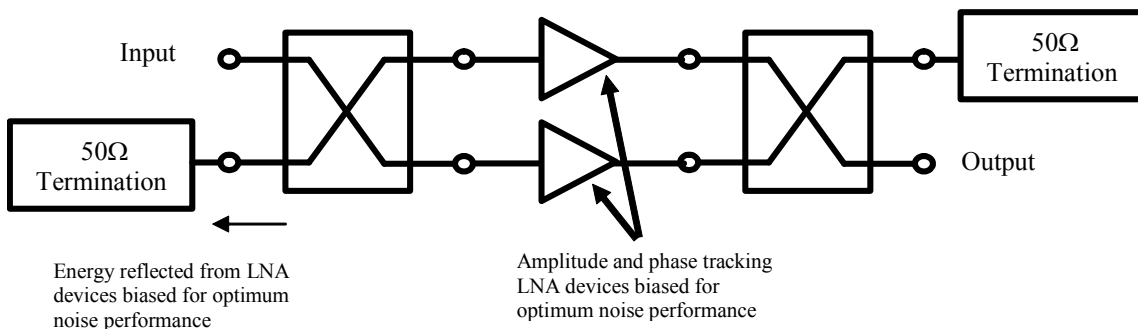 Input
50Ω
Termination
50Ω
Termination
Output
Energy reflected from LNA
devices biased for optimum
noise performance
Amplitude and phase tracking
LNA devices biased for
optimum noise performance